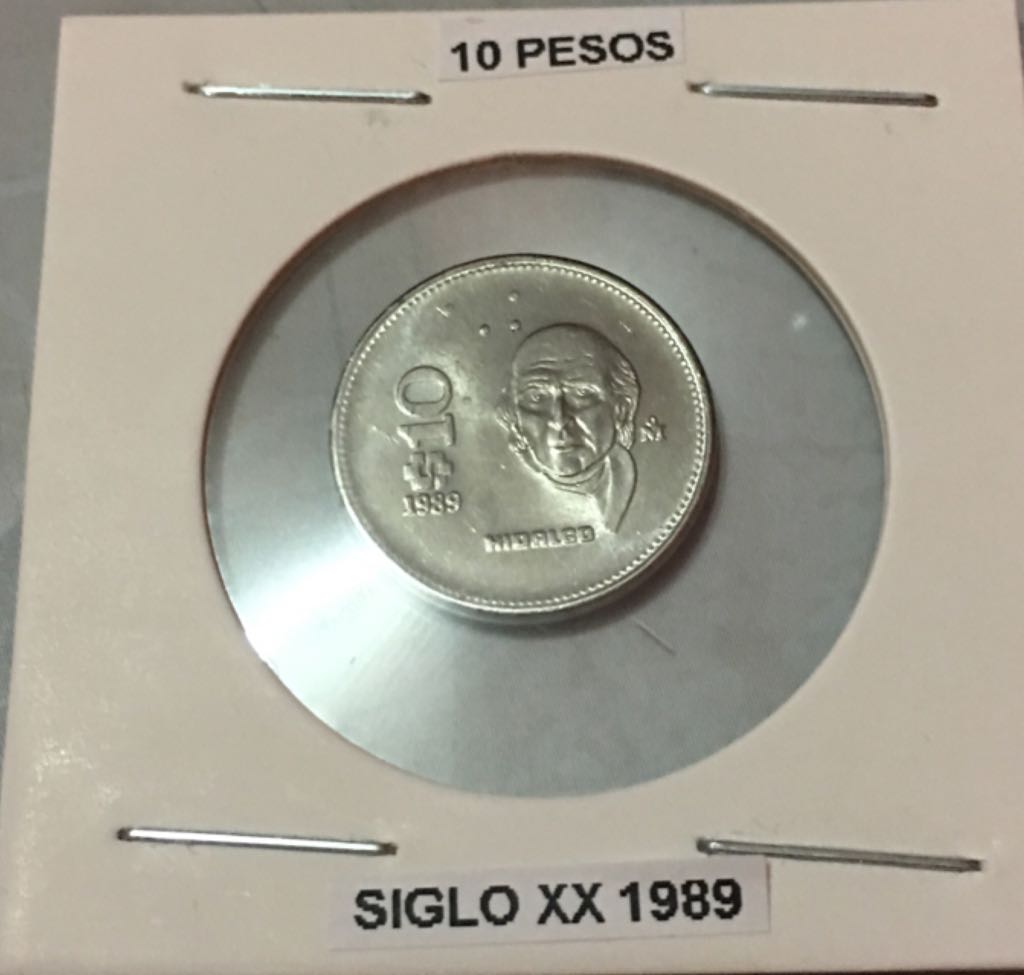 10 PESOS
$10
1989
HIDALGO
M
SIGLO XX 1989